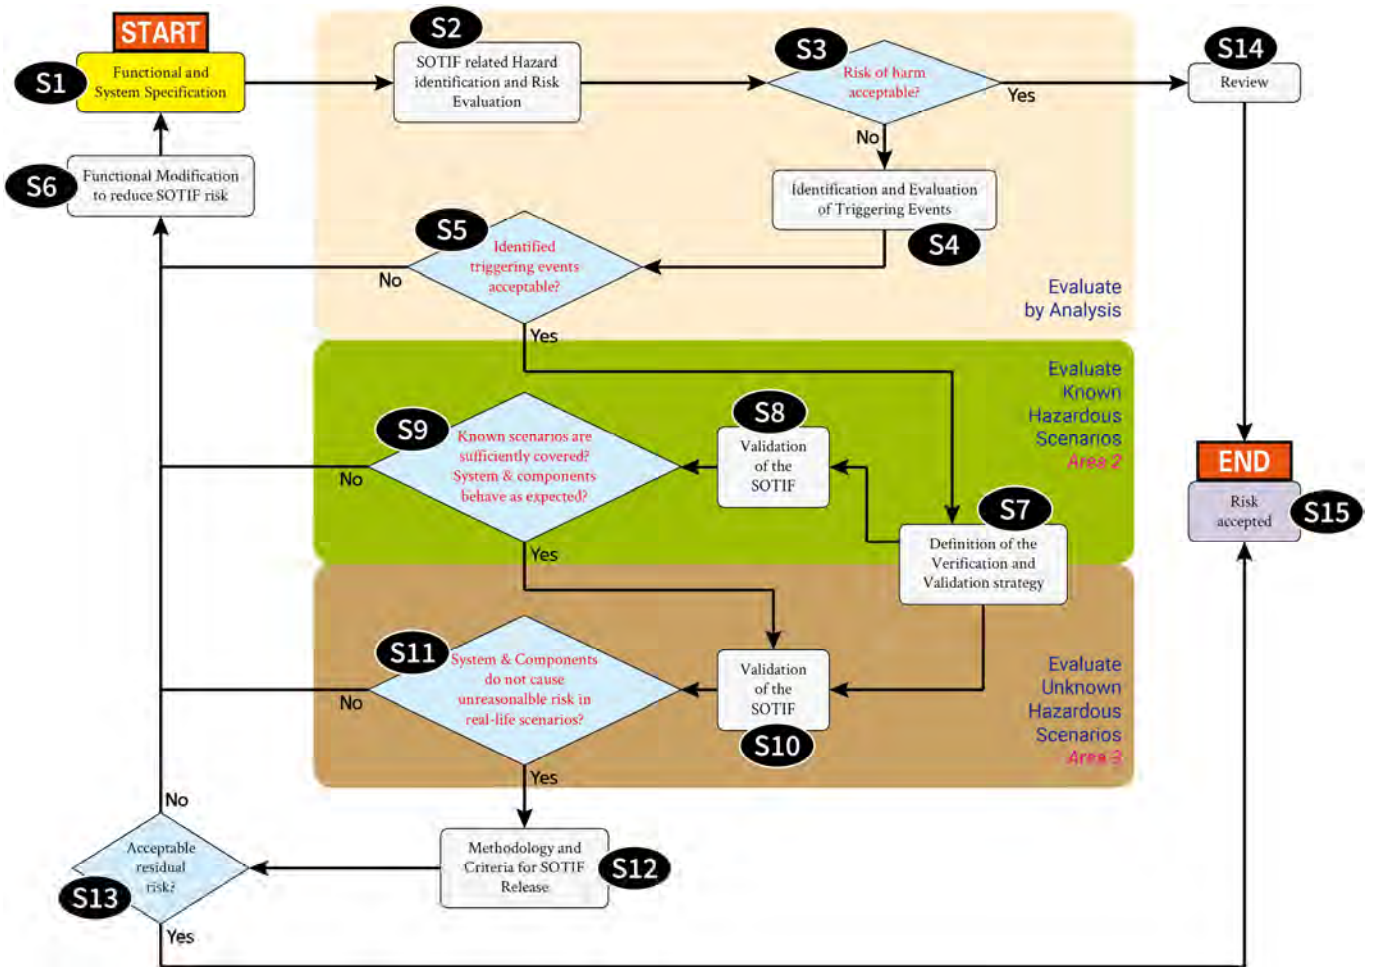 START
S1
Functional and
System Specification
S2
SOTIF related Hazard
identification and Risk
Evaluation
S3
Risk of harm
acceptable?
Yes
No
S14
Review
S6
Functional Modification
to reduce SOTIF risk
Identification and Evaluation
of Triggering Events
S4
S5
Identified
triggering events
acceptable?
No
Yes
Evaluate
by Analysis
Evaluate
Known
Hazardous
Scenarios
Area 2
S9
Known scenarios are
sufficiently covered?
System & components
behave as expected?
No
Yes
S8
Validation
of the
SOTIF
S7
Definition of the
Verification and
Validation strategy
END
Risk
accepted
S15
S11
System & Components
do not cause
unreasonalble risk in
real-life scenarios?
No
Yes
Validation
of the
SOTIF
S10
Evaluate
Unknown
Hazardous
Scenarios
Area 3
No
Acceptable
residual
risk?
S13
Yes
Methodology and
Criteria for SOTIF
Release
S12